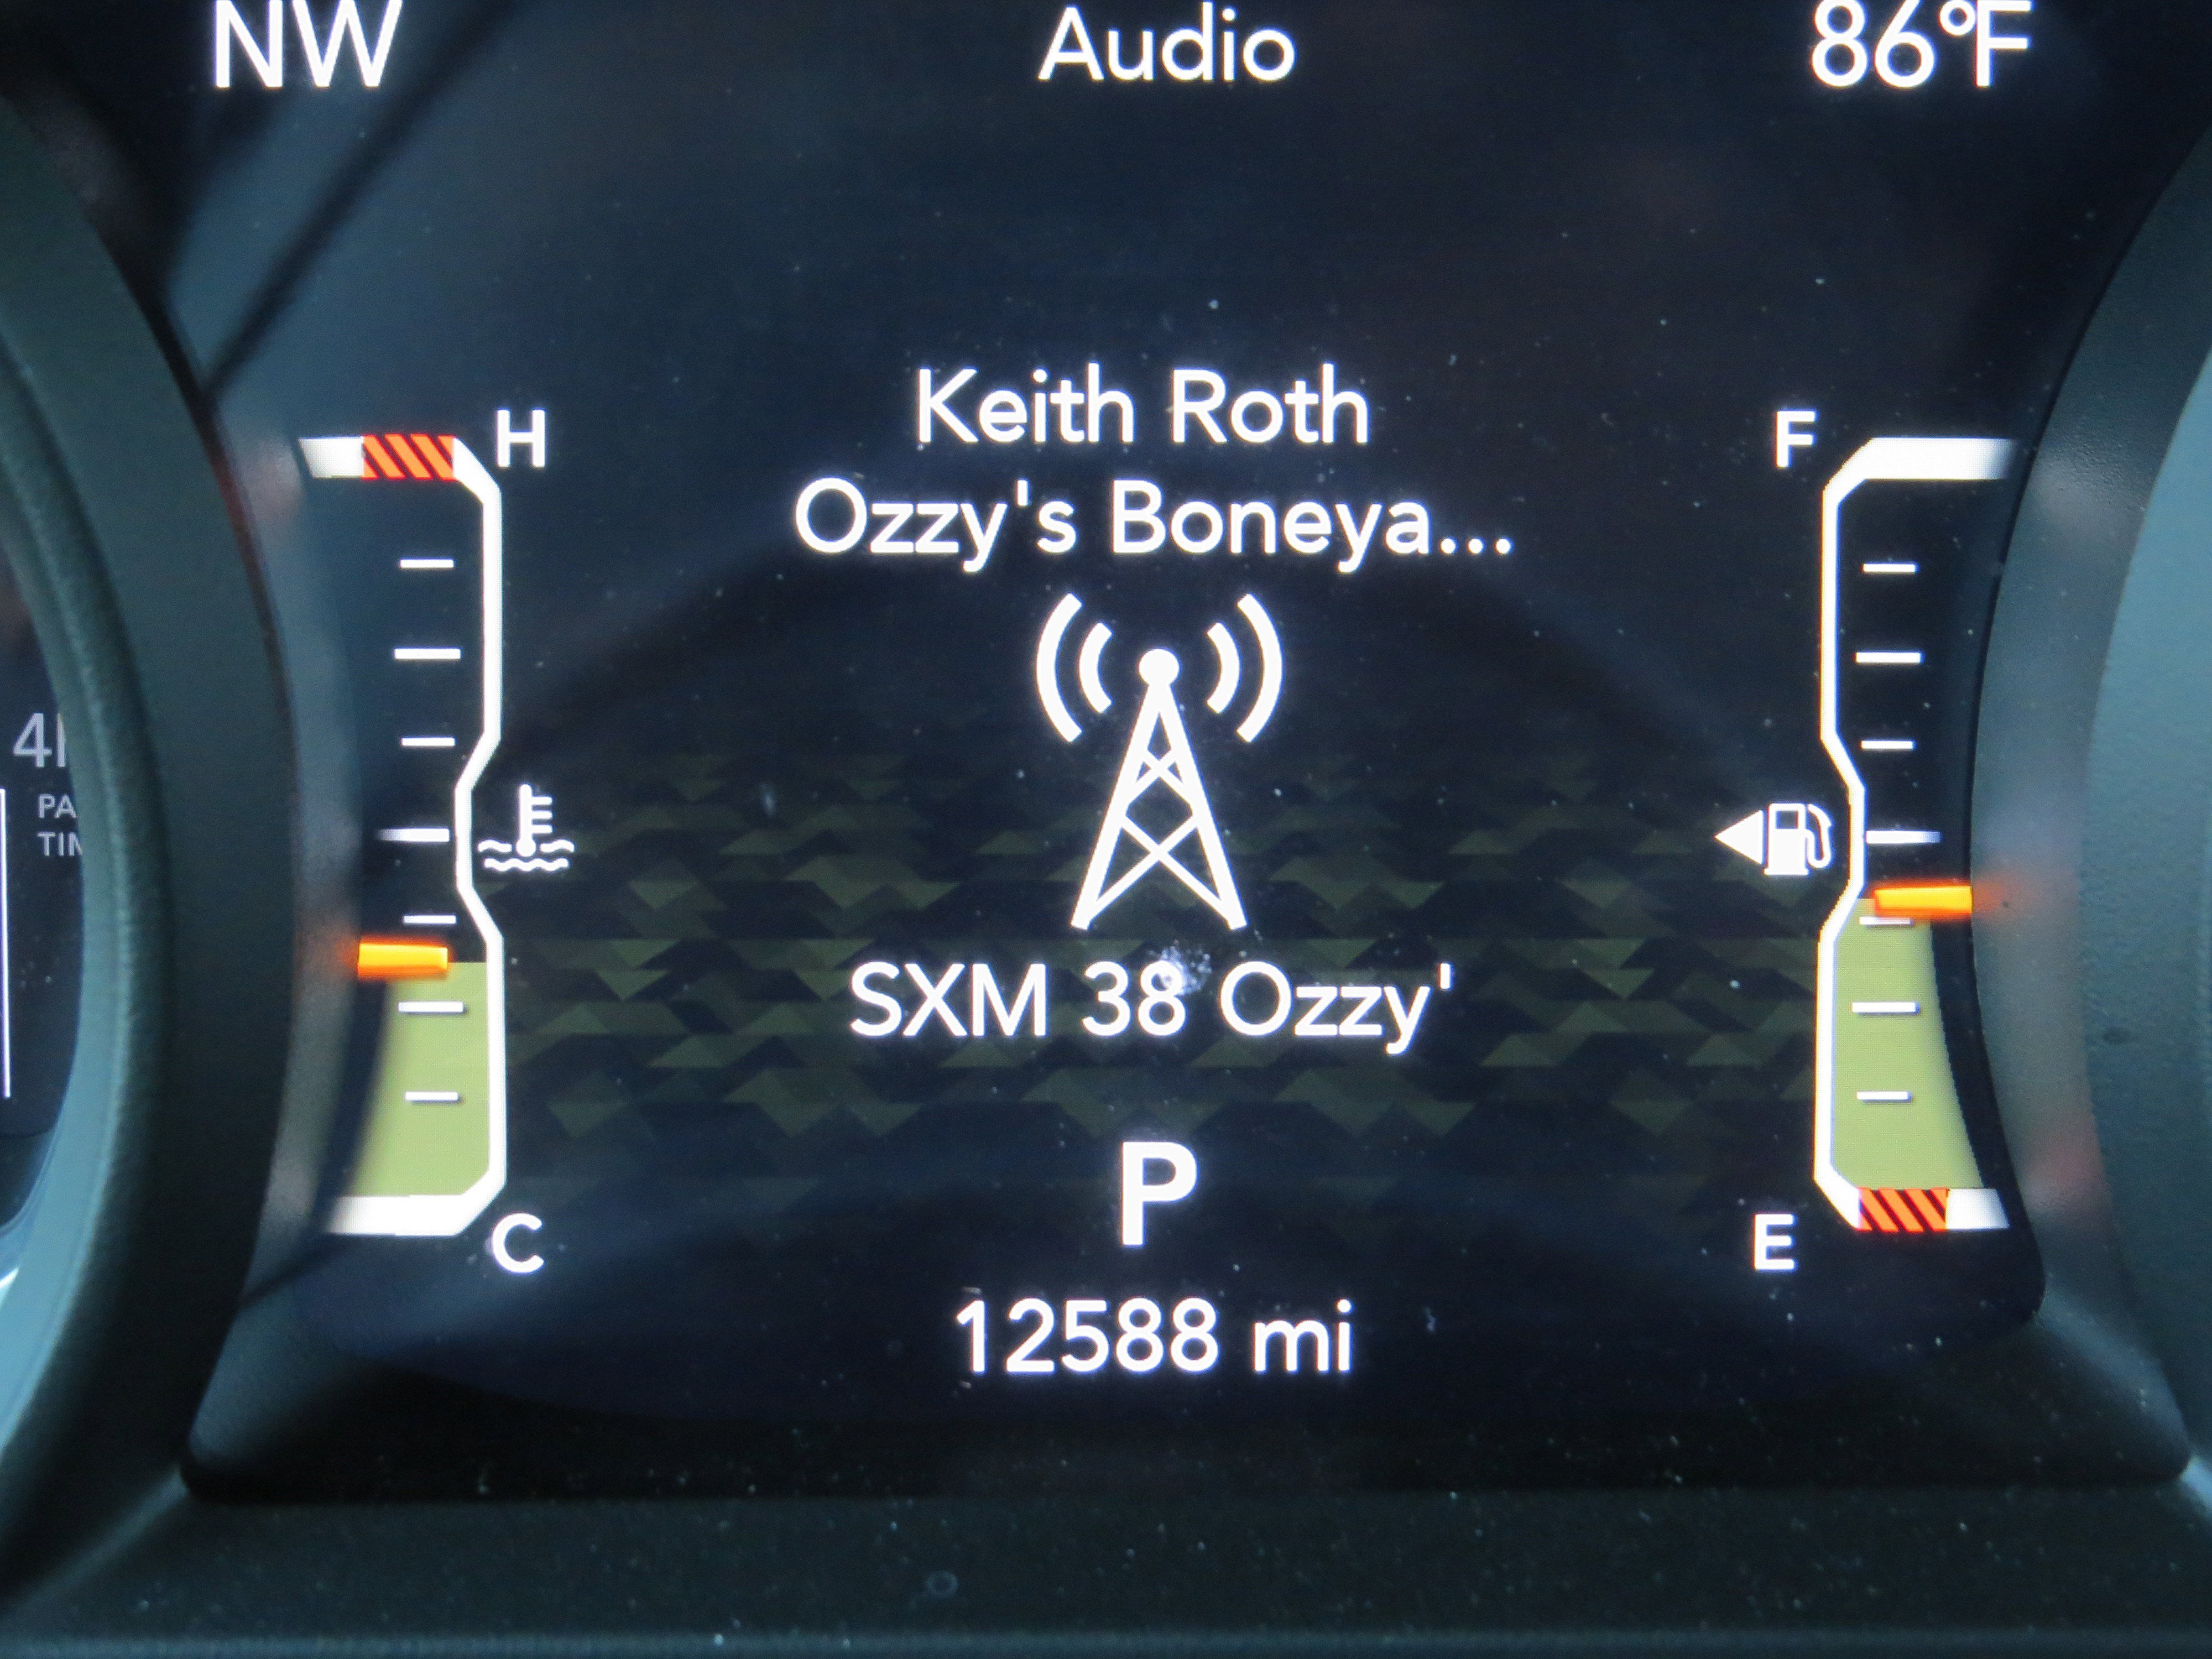 NW
Audio
86°F
Keith Roth
Ozzy's Boneya...
H
F
SXM 38 Ozzy'
P
C
E
12588 mi